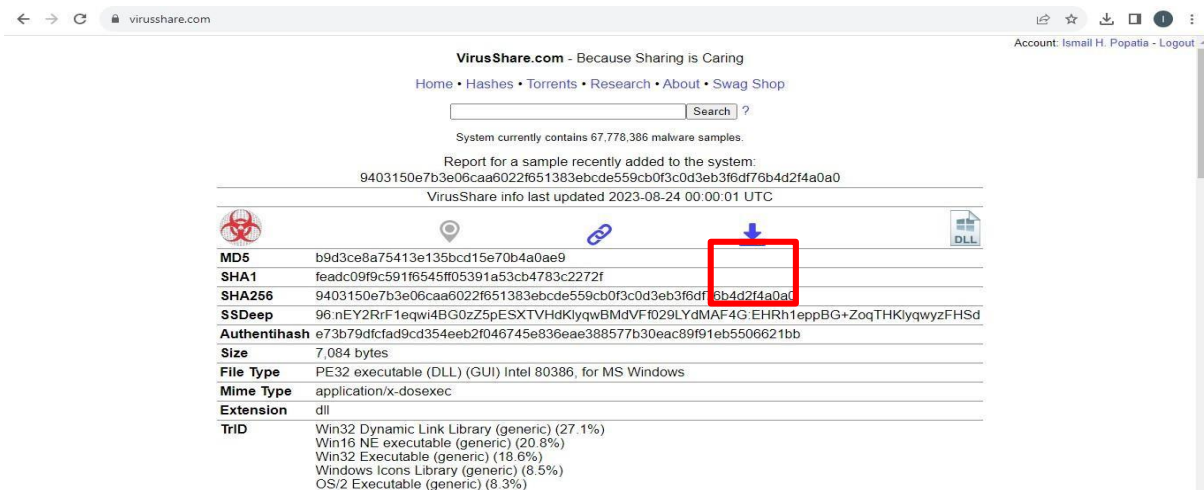 virusshare.com
Account: Ismail H. Popatia - Logout
VirusShare.com - Because Sharing is Caring
Home • Hashes • Torrents • Research • About • Swag Shop
Search ?
System currently contains 67,778,386 malware samples.
Report for a sample recently added to the system:
9403150e7b3e06caa6022f651383ebcde559cb0f3c0d3eb3f6df76b4d2f4a0a0
VirusShare info last updated 2023-08-24 00:00:01 UTC
DLL
MD5 b9d3ce8a75413e135bcd15e70b4a0ae9
SHA1 feadc09f9c591f6545ff05391a53cb4783c2272f
SHA256 9403150e7b3e06caa6022f651383ebcde559cb0f3c0d3eb3f6df76b4d2f4a0a0
SSDeep 96:nEY2RrF1eqwi4BG0zZ5pESXTVHdKlyqwBMdVFf029LYdMAF4G:EHRh1eppBG+ZoqTHKlyqwyzFHSd
Authentihash e73b79dfcfad9cd354eeb2f046745e836eae388577b30eac89f91eb5506621bb
Size 7,084 bytes
File Type PE32 executable (DLL) (GUI) Intel 80386, for MS Windows
Mime Type application/x-dosexec
Extension dll
TrID Win32 Dynamic Link Library (generic) (27.1%)
Win16 NE executable (generic) (20.8%)
Win32 Executable (generic) (18.6%)
Windows Icons Library (generic) (8.5%)
OS/2 Executable (generic) (8.3%)